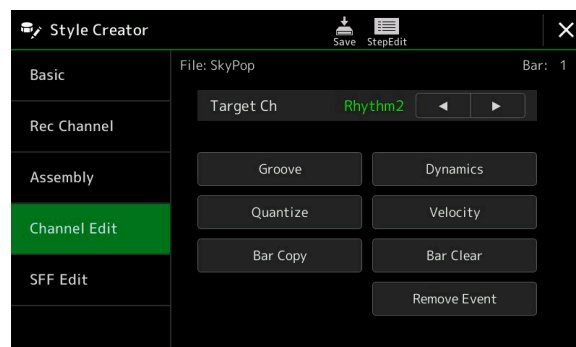 Style Creator
Save StepEdit
Basic
Rec Channel
Assembly
Channel Edit
SFF Edit
File: SkyPop Bar: 1
Target Ch Rhythm2
Groove Dynamics
Quantize Velocity
Bar Copy Bar Clear
Remove Event